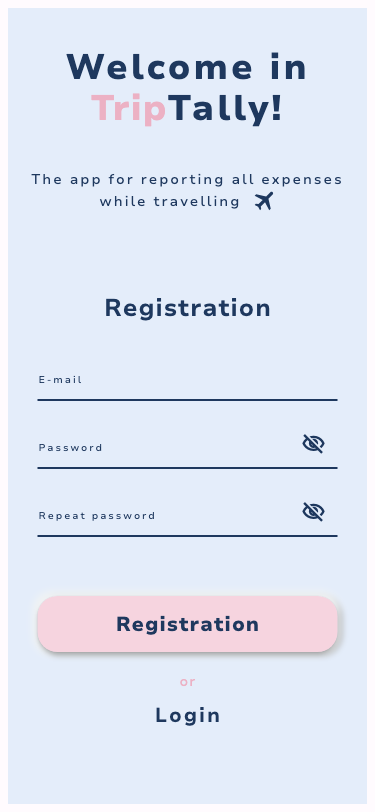 Welcome in
TripTally!
The app for reporting all expenses
while travelling
Registration
E-mail
Password
Repeat password
Registration
or
Login